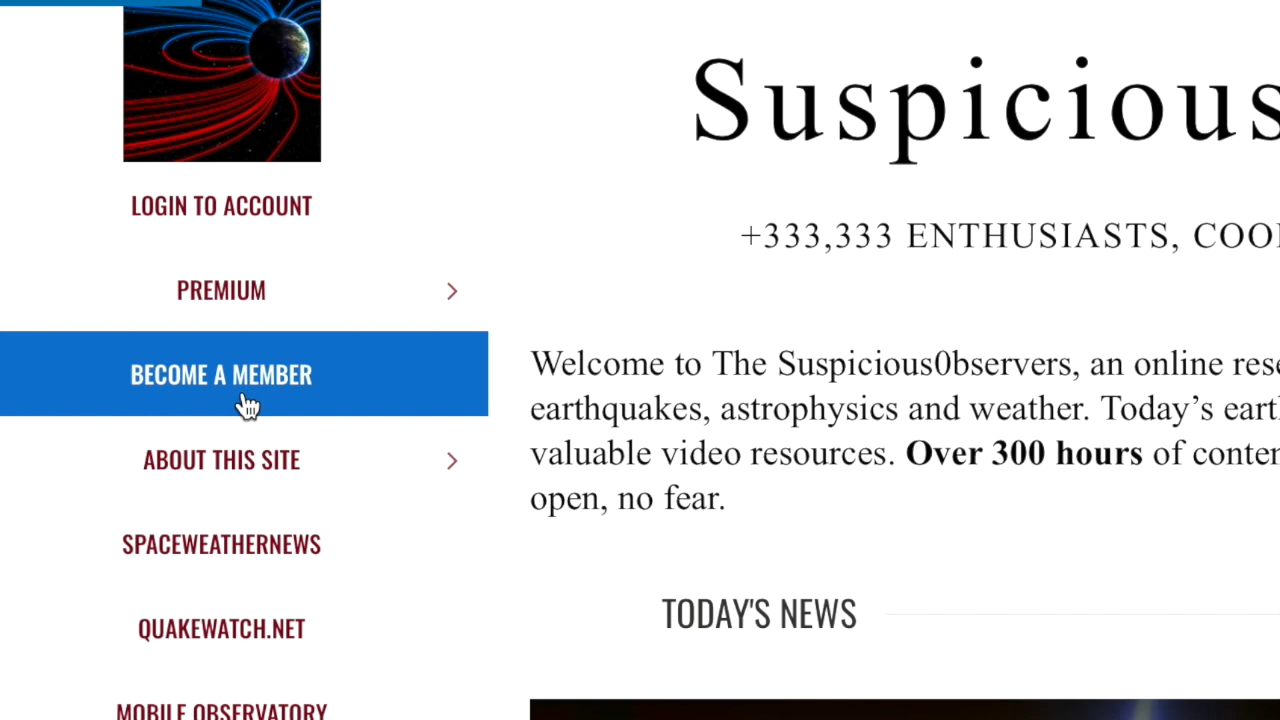 LOGIN TO ACCOUNT
PREMIUM
BECOME A MEMBER
ABOUT THIS SITE
SPACEWEATHERNEWS
QUAKEWATCH.NET
MOBILE OBSERVATORY
Suspicious
+333,333 ENTHUSIASTS,
Welcome to The Suspicious0bservers, an online
earthquakes, astrophysics and weather. Today’s
valuable video resources. Over 300 hours of
open, no fear.
TODAY'S NEWS